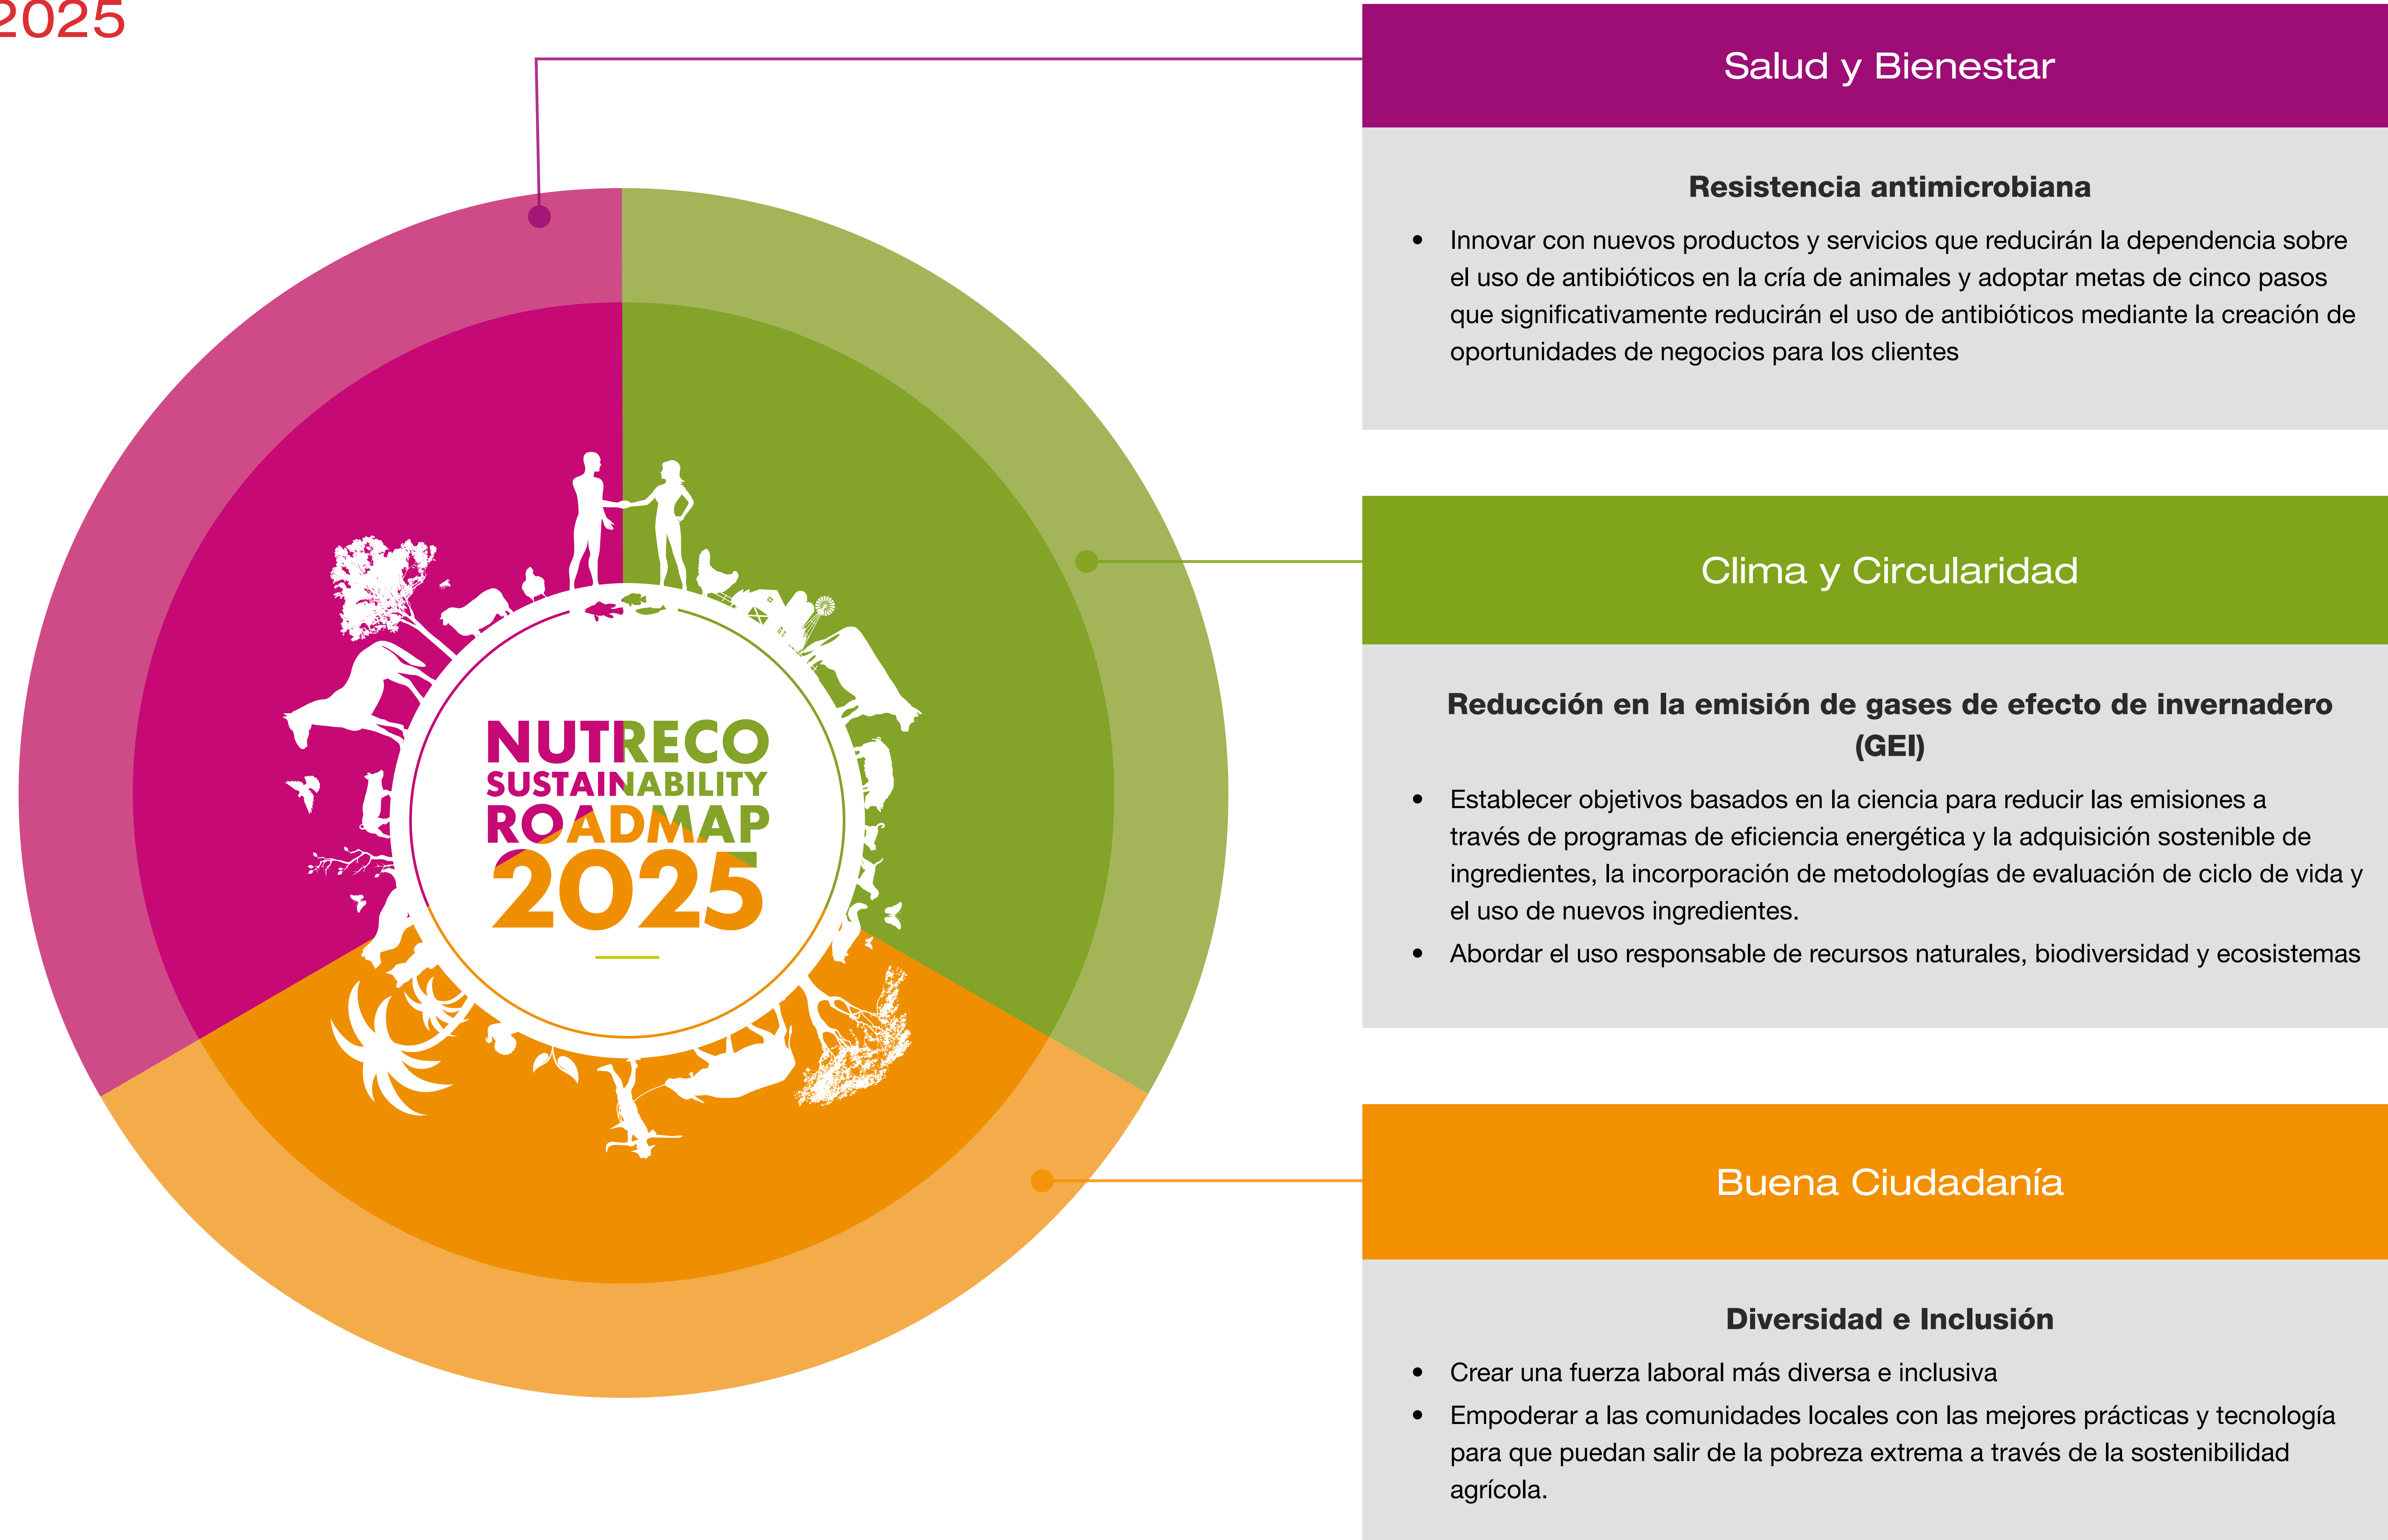 2025
Salud y Bienestar
Resistencia antimicrobiana
• Innovar con nuevos productos y servicios que reducirán la dependencia sobre
el uso de antibióticos en la cría de animales y adoptar metas de cinco pasos
que significativamente reducirán el uso de antibióticos mediante la creación de
oportunidades de negocios para los clientes
NUTRECO
SUSTAINABILITY
ROADMAP
2025
Clima y Circularidad
Reducción en la emisión de gases de efecto de invernadero
(GEI)
• Establecer objetivos basados en la ciencia para reducir las emisiones a
través de programas de eficiencia energética y la adquisición sostenible de
ingredientes, la incorporación de metodologías de evaluación de ciclo de vida y
el uso de nuevos ingredientes.
• Abordar el uso responsable de recursos naturales, biodiversidad y ecosistemas
Buena Ciudadanía
Diversidad e Inclusión
• Crear una fuerza laboral más diversa e inclusiva
• Empoderar a las comunidades locales con las mejores prácticas y tecnología
para que puedan salir de la pobreza extrema a través de la sostenibilidad
agrícola.